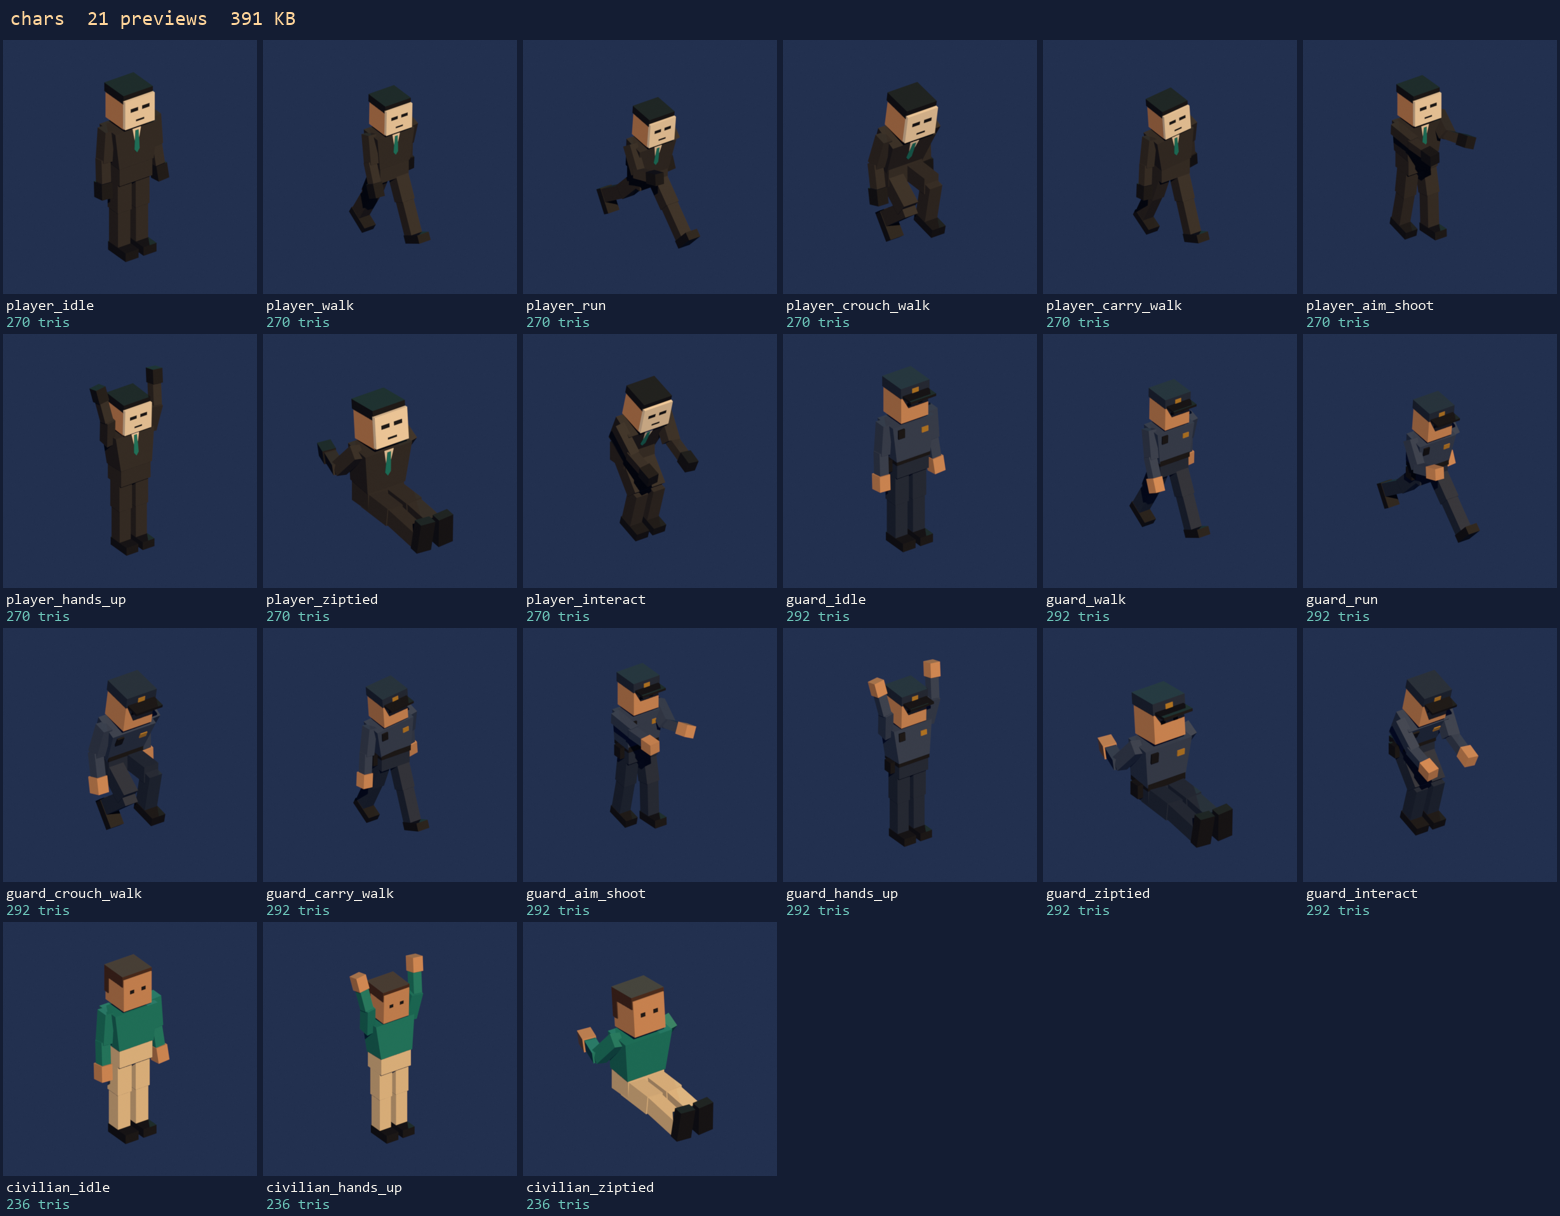 chars  21 previews  391 KB
player_idle
270 tris
player_walk
270 tris
player_run
270 tris
player_crouch_walk
270 tris
player_carry_walk
270 tris
player_aim_shoot
270 tris
player_hands_up
270 tris
player_ziptied
270 tris
player_interact
270 tris
guard_idle
292 tris
guard_walk
292 tris
guard_run
292 tris
guard_crouch_walk
292 tris
guard_carry_walk
292 tris
guard_aim_shoot
292 tris
guard_hands_up
292 tris
guard_ziptied
292 tris
guard_interact
292 tris
civilian_idle
236 tris
civilian_hands_up
236 tris
civilian_ziptied
236 tris